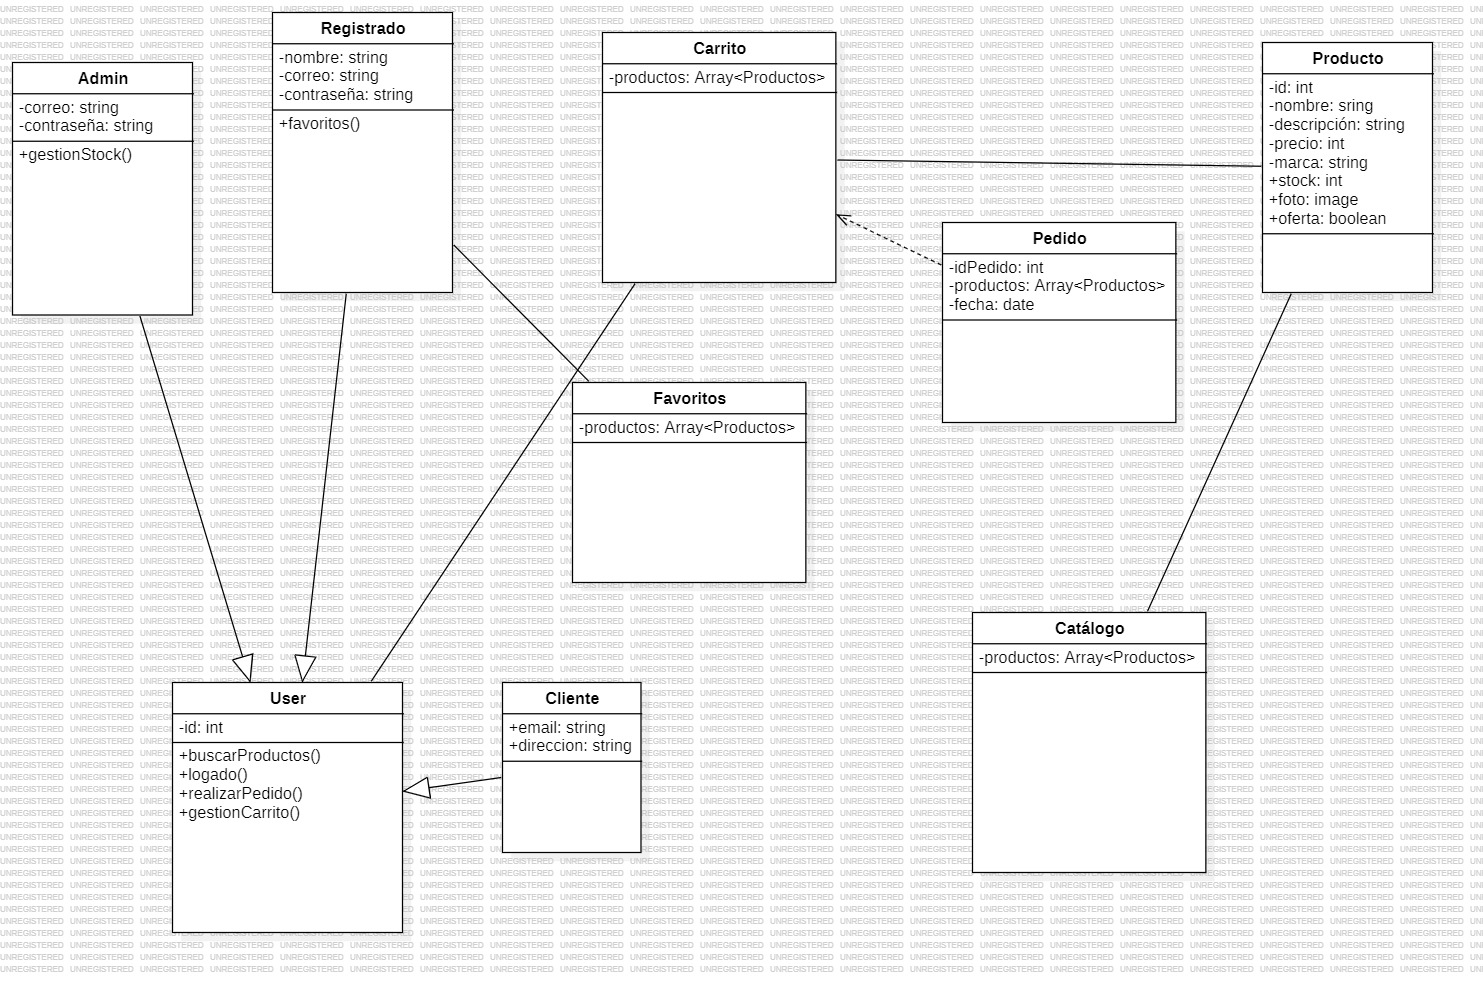 Admin
-correo: string
-contraseña: string
+gestionStock()
Registrado
-nombre: string
-correo: string
-contraseña: string
+favoritos()
Carrito
-productos: Array<Productos>
Producto
-id: int
-nombre: sring
-descripción: string
-precio: int
-marca: string
+stock: int
+foto: image
+oferta: boolean
Pedido
-idPedido: int
-productos: Array<Productos>
-fecha: date
Favoritos
-productos: Array<Productos>
Catálogo
-productos: Array<Productos>
User
-id: int
+buscarProductos()
+logado()
+realizarPedido()
+gestionCarrito()
Cliente
+email: string
+direccion: string
UNREGISTERED